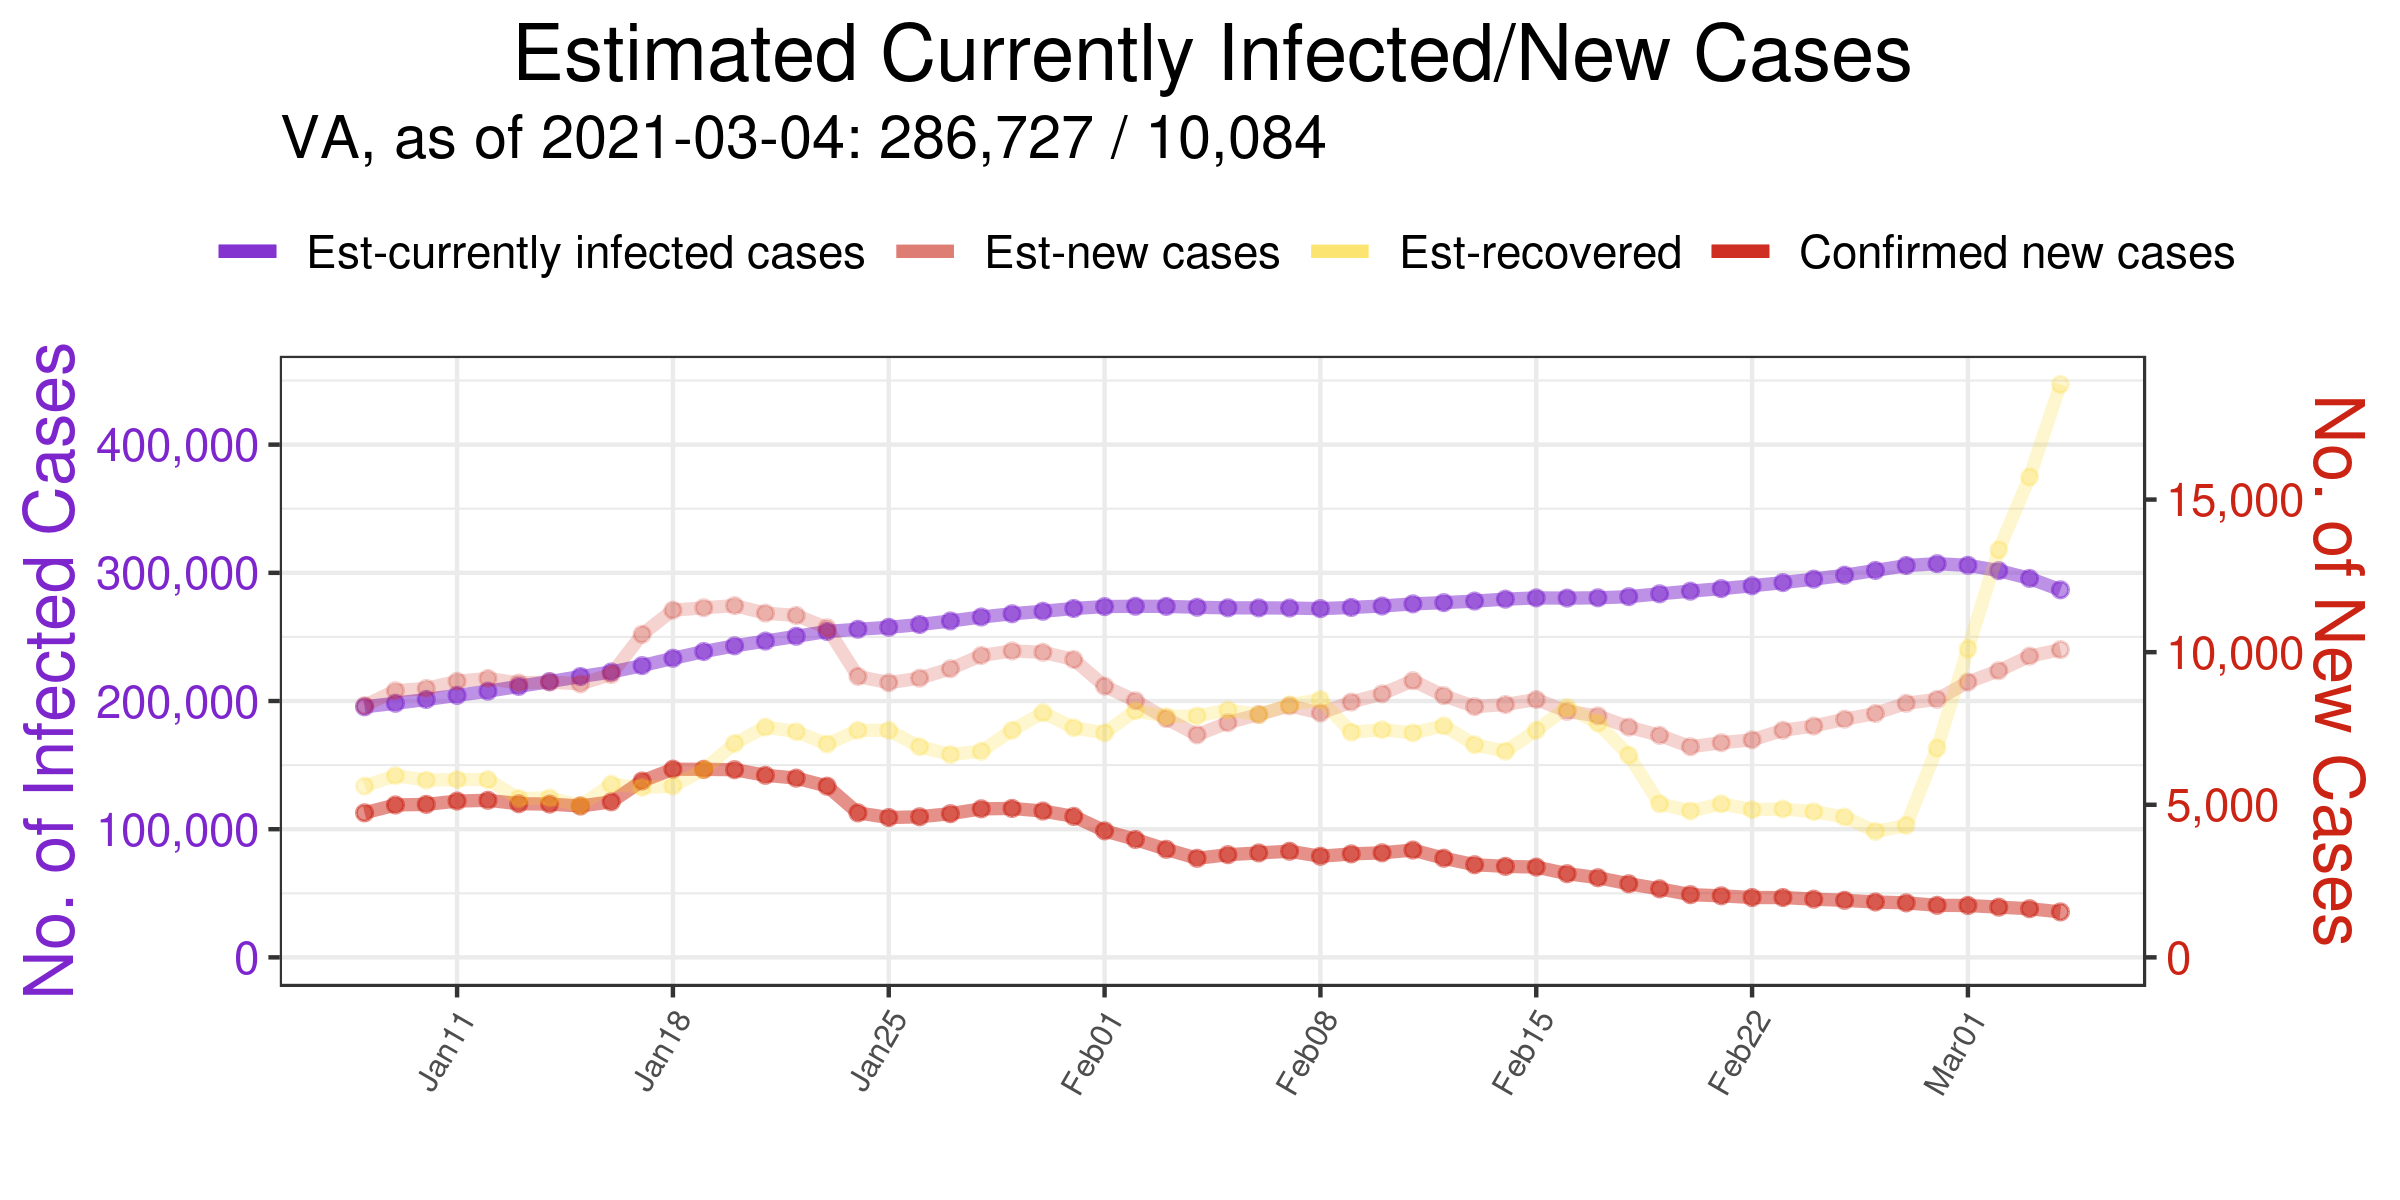 Estimated Currently Infected/New Cases
VA, as of 2021-03-04: 286,727 / 10,084
Est-currently infected cases
Est-new cases
Est-recovered
Confirmed new cases
No. of Infected Cases
400,000
300,000
200,000
100,000
0
15,000
10,000
5,000
0
No. of New Cases
Jan11
Jan18
Jan25
Feb01
Feb08
Feb15
Feb22
Mar01